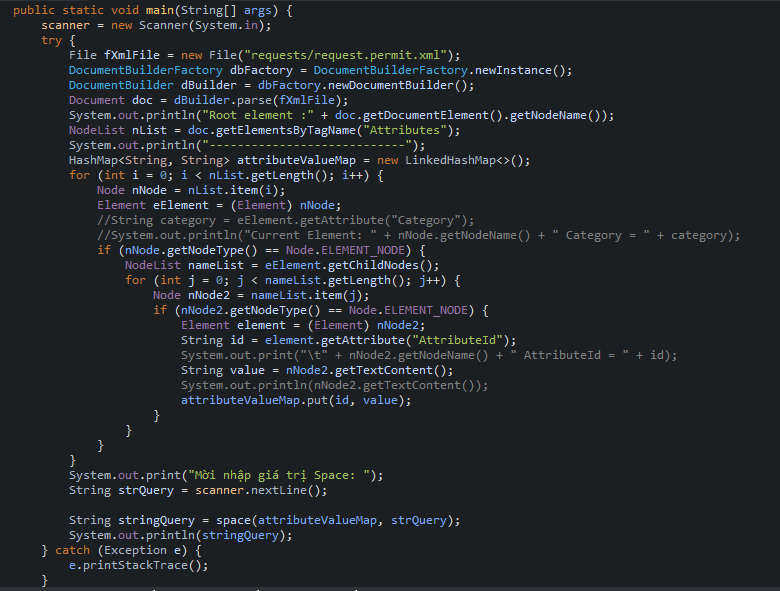 public static void main(String[] args) {
    scanner = new Scanner(System.in);
    try {
        File fXmlFile = new File("requests/request.permit.xml");
        DocumentBuilderFactory dbFactory = DocumentBuilderFactory.newInstance();
        DocumentBuilder dBuilder = dbFactory.newDocumentBuilder();
        Document doc = dBuilder.parse(fXmlFile);
        System.out.println("Root element :" + doc.getDocumentElement().getNodeName());
        NodeList nList = doc.getElementsByTagName("Attributes");
        System.out.println("----------------------------");
        HashMap<String, String> attributeValueMap = new LinkedHashMap<>();
        for (int i = 0; i < nList.getLength(); i++) {
            Node nNode = nList.item(i);
            Element eElement = (Element) nNode;
            //String category = eElement.getAttribute("Category");
            //System.out.println("Current Element: " + nNode.getNodeName() + " Category = " + category);
            if (nNode.getNodeType() == Node.ELEMENT_NODE) {
                NodeList nameList = eElement.getChildNodes();
                for (int j = 0; j < nameList.getLength(); j++) {
                    Node nNode2 = nameList.item(j);
                    if (nNode2.getNodeType() == Node.ELEMENT_NODE) {
                        Element element = (Element) nNode2;
                        String id = element.getAttribute("AttributeId");
                        System.out.print("\t" + nNode2.getNodeName() + " AttributeId = " + id);
                        String value = nNode2.getTextContent();
                        System.out.println(nNode2.getTextContent());
                        attributeValueMap.put(id, value);
                    }
                }
            }
        }
        System.out.print("Mời nhập giá trị Space: ");
        String strQuery = scanner.nextLine();

        String stringQuery = space(attributeValueMap, strQuery);
        System.out.println(stringQuery);
    } catch (Exception e) {
        e.printStackTrace();
    }